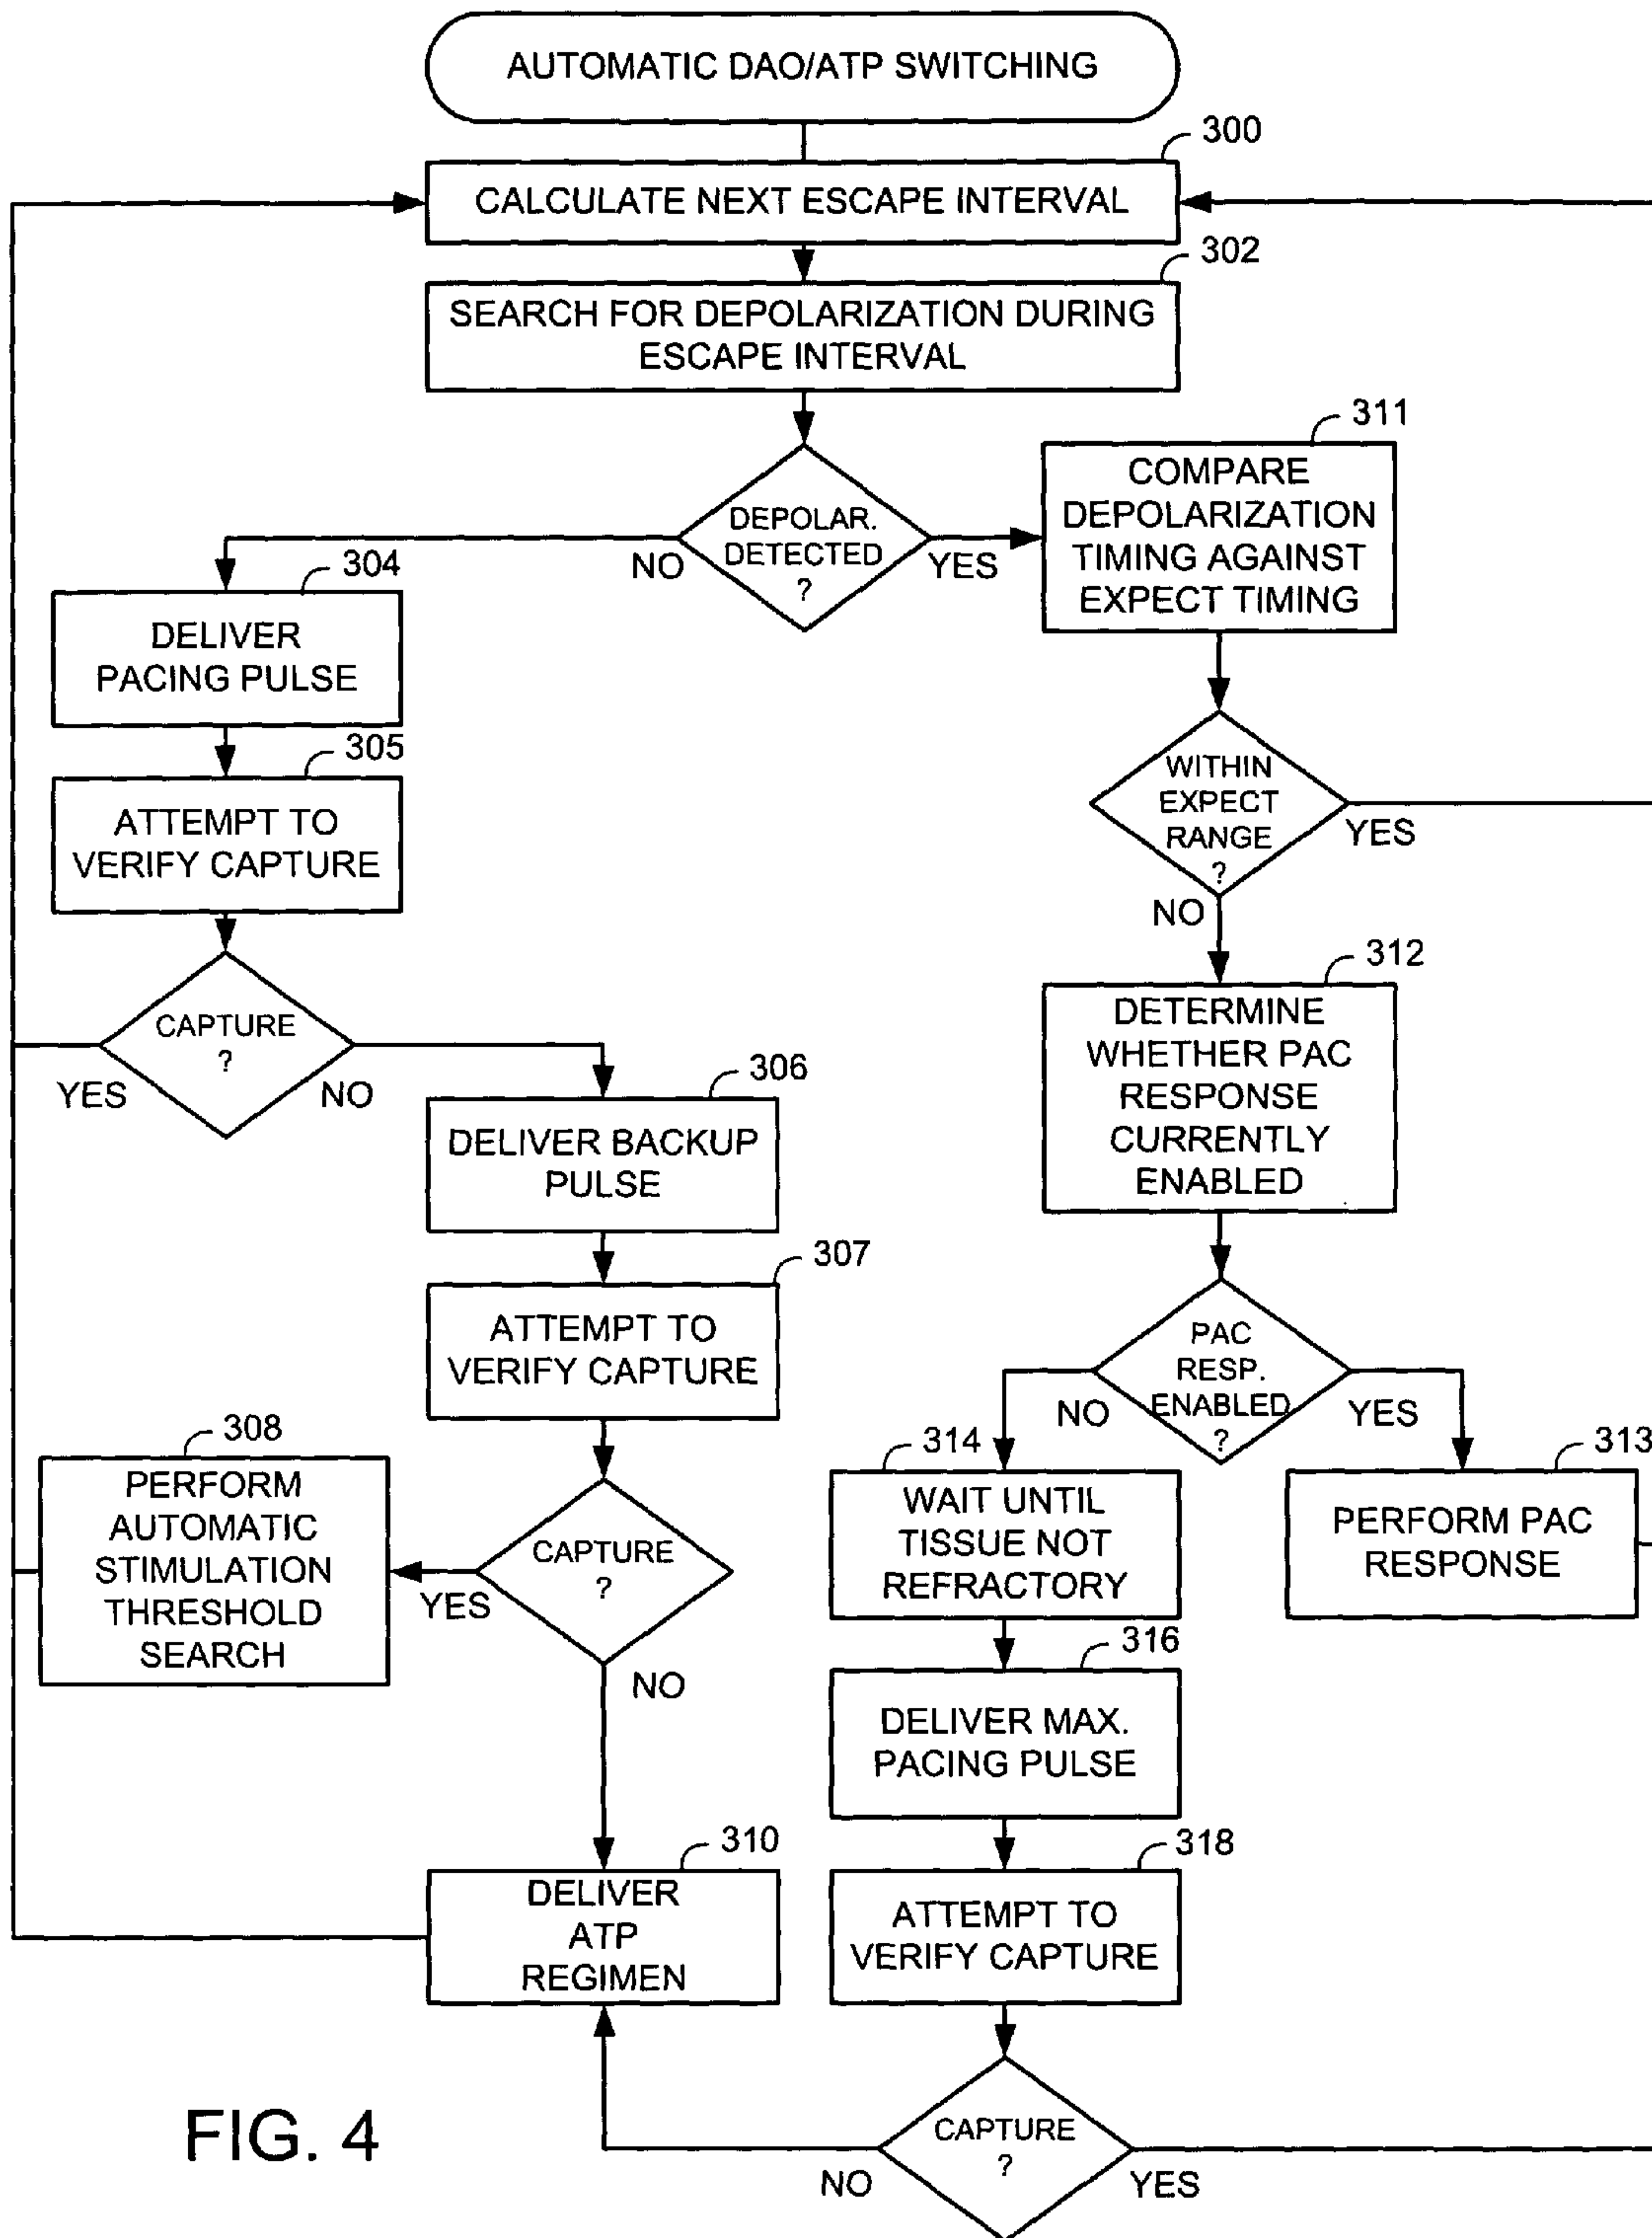 AUTOMATIC DAO/ATP SWITCHING
300
CALCULATE NEXT ESCAPE INTERVAL
302
SEARCH FOR DEPOLARIZATION DURING
ESCAPE INTERVAL
DEPOLAR.
DETECTED
?
NO
YES
311
COMPARE
DEPOLARIZATION
TIMING AGAINST
EXPECT TIMING
304
DELIVER
PACING PULSE
305
ATTEMPT TO
VERIFY CAPTURE
WITHIN
EXPECT
RANGE
?
YES
NO
CAPTURE
?
YES
NO
312
DETERMINE
WHETHER PAC
RESPONSE
CURRENTLY
ENABLED
306
DELIVER BACKUP
PULSE
307
ATTEMPT TO
VERIFY CAPTURE
PAC
RESP.
ENABLED
?
NO
YES
308
PERFORM
AUTOMATIC
STIMULATION
THRESHOLD
SEARCH
CAPTURE
?
YES
NO
314
WAIT UNTIL
TISSUE NOT
REFRACTORY
313
PERFORM PAC
RESPONSE
316
DELIVER MAX.
PACING PULSE
310
DELIVER
ATP
REGIMEN
318
ATTEMPT TO
VERIFY CAPTURE
CAPTURE
?
NO
YES
FIG. 4